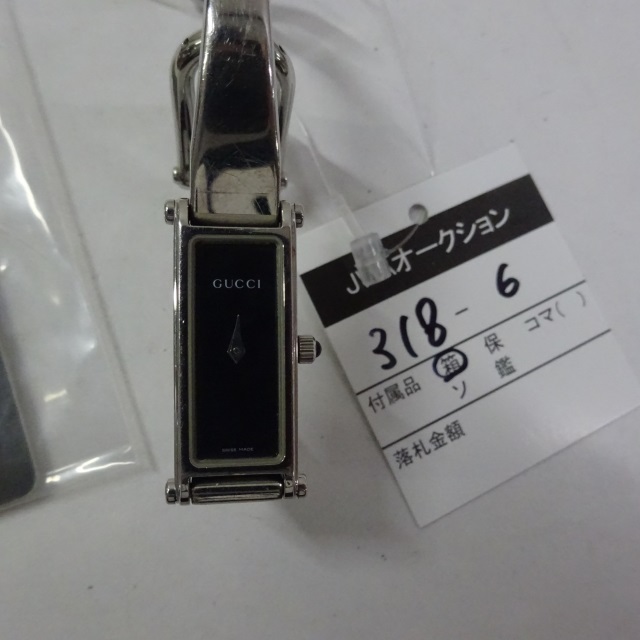 GUCCI
SWISS MADE
オークション
318-6
付属品 箱 保 コマ( )
ソ 鑑
落札金額